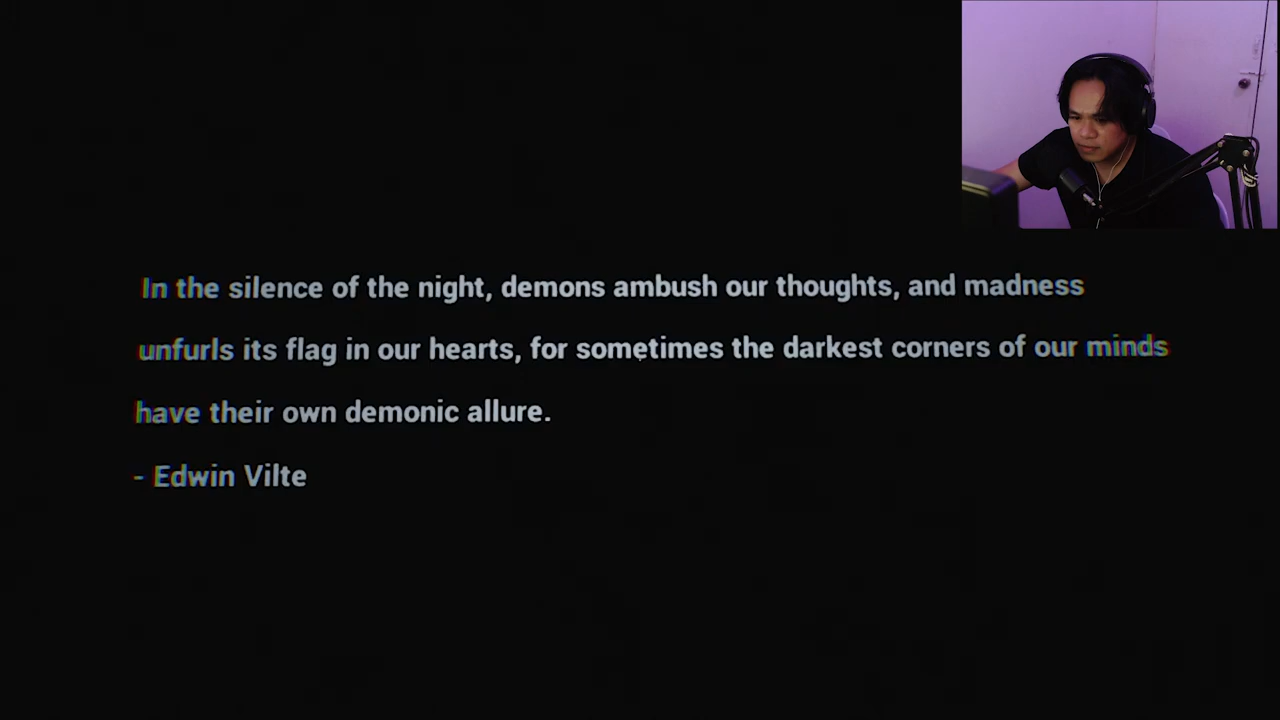 In the silence of the night, demons ambush our thoughts, and madness
unfurls its flag in our hearts, for sometimes the darkest corners of our minds
have their own demonic allure.
- Edwin Vilte